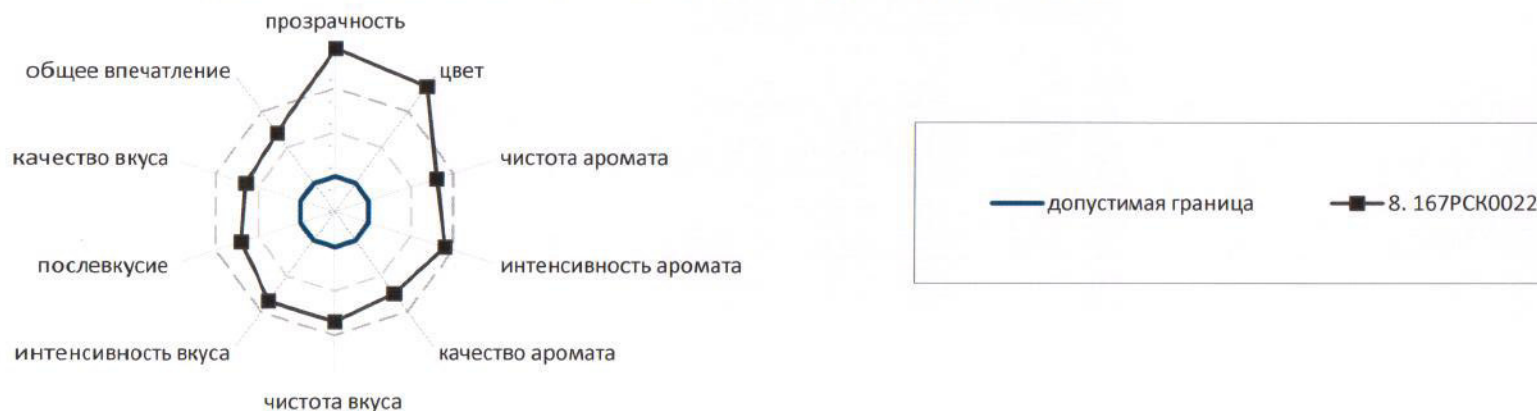 прозрачность
общее впечатление
цвет
качество вкуса
чистота аромата
допустимая граница
8. 167РСК0022
послевкусие
интенсивность аромата
интенсивность вкуса
качество аромата
чистота вкуса